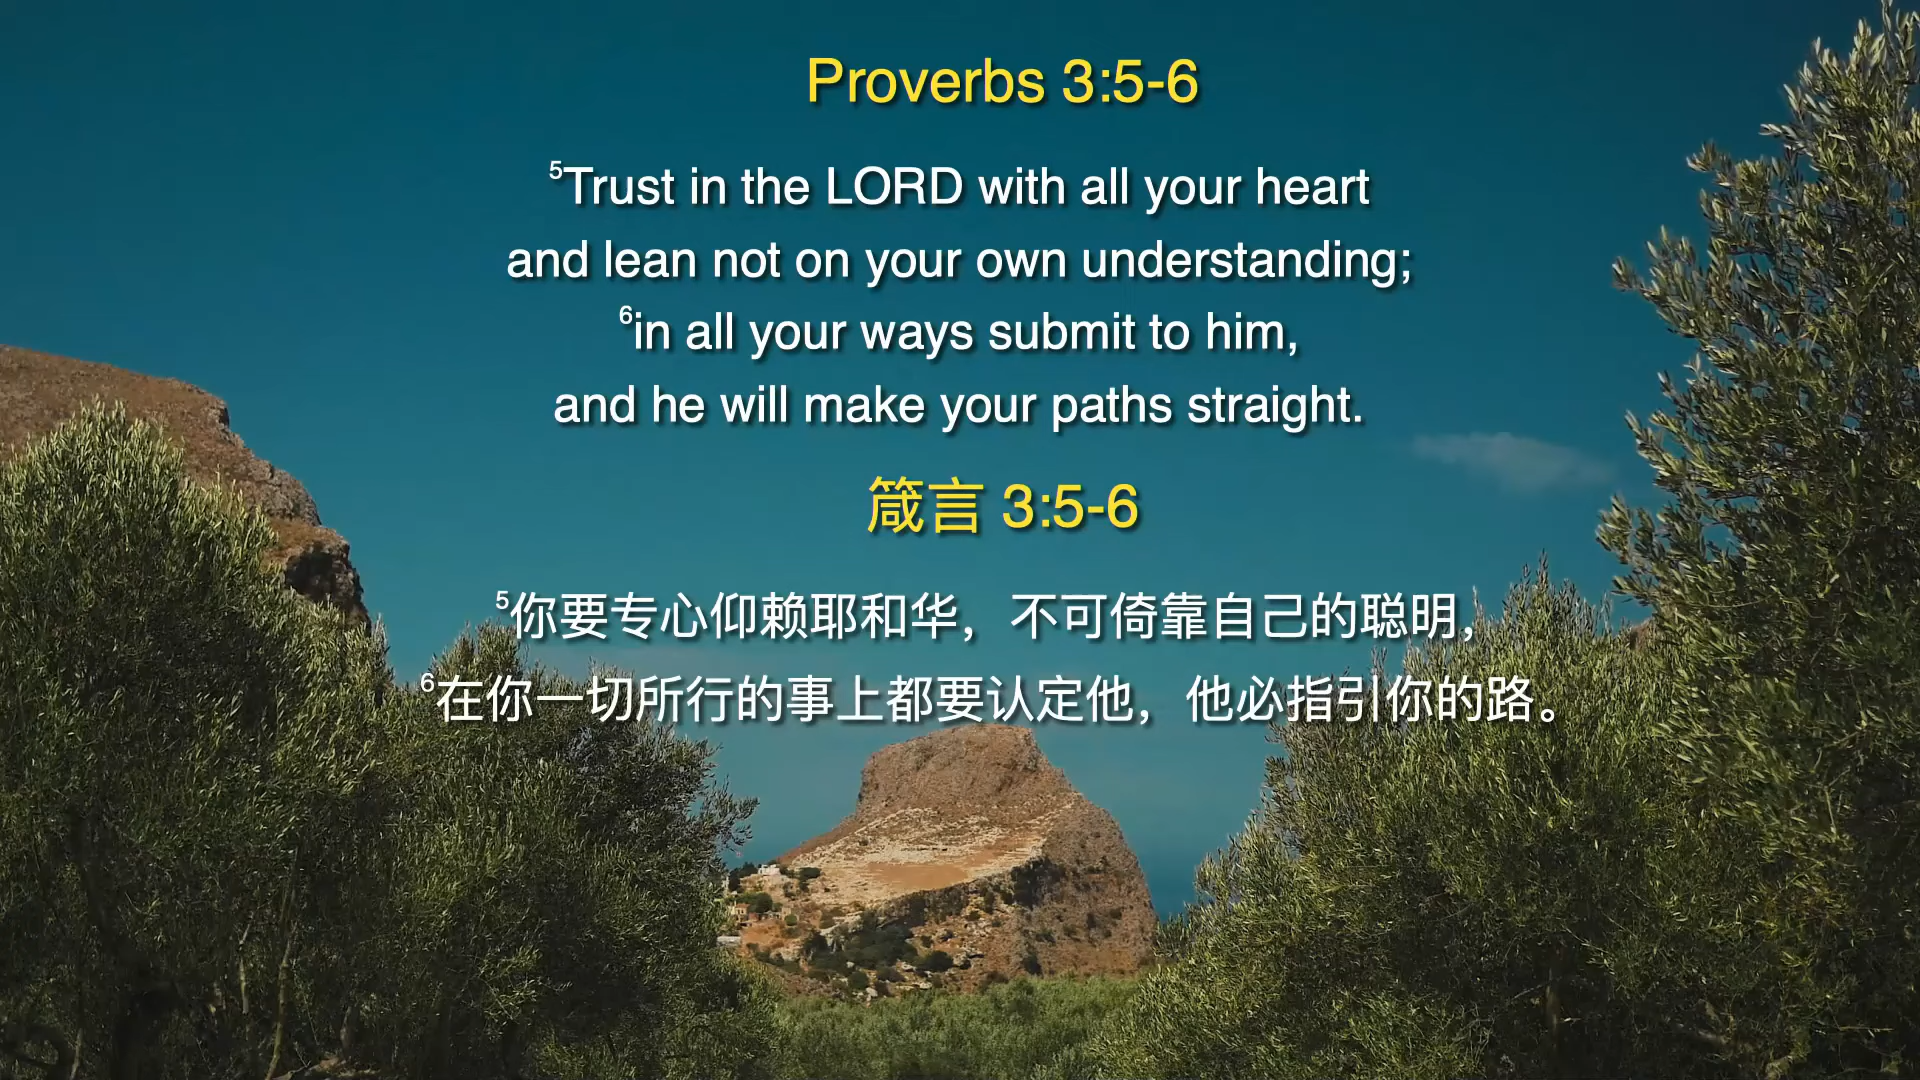 Proverbs 3:5-6
⁵Trust in the LORD with all your heart
and lean not on your own understanding;
⁶in all your ways submit to him,
and he will make your paths straight.
箴言 3:5-6
⁵你要专心仰赖耶和华，不可倚靠自己的聪明，
⁶在你一切所行的事上都要认定他，他必指引你的路。